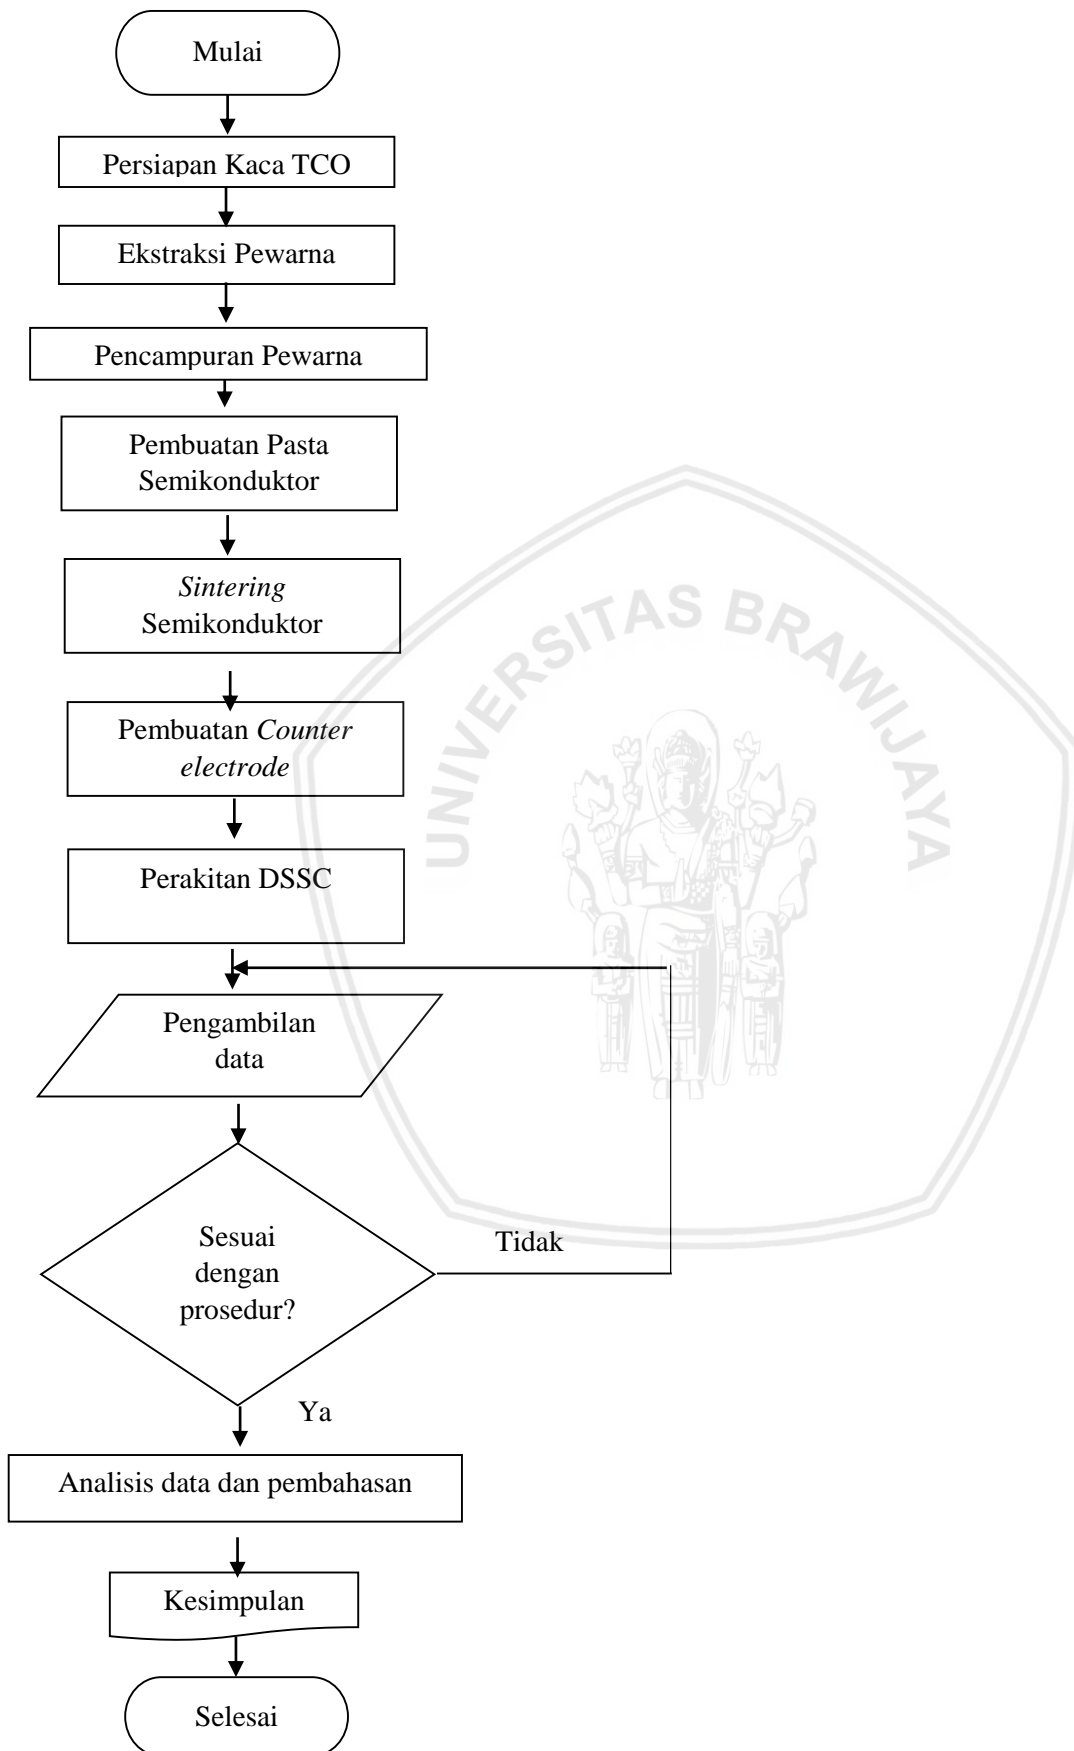 Mulai
Persiapan Kaca TCO
Ekstraksi Pewarna
Pencampuran Pewarna
Pembuatan Pasta
Semikonduktor
Sintering
Semikonduktor
UNIVERSITAS BRAWIJAYA
Pembuatan Counter
electrode
Perakitan DSSC
Pengambilan
data
Sesuai
dengan
prosedur?
Tidak
Ya
Analisis data dan pembahasan
Kesimpulan
Selesai